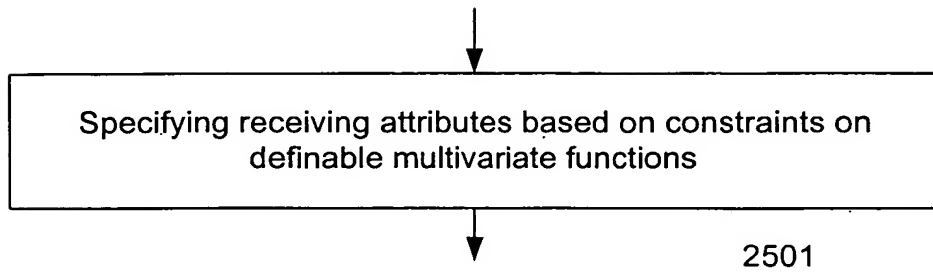 Specifying receiving attributes based on constraints on
definable multivariate functions
2501